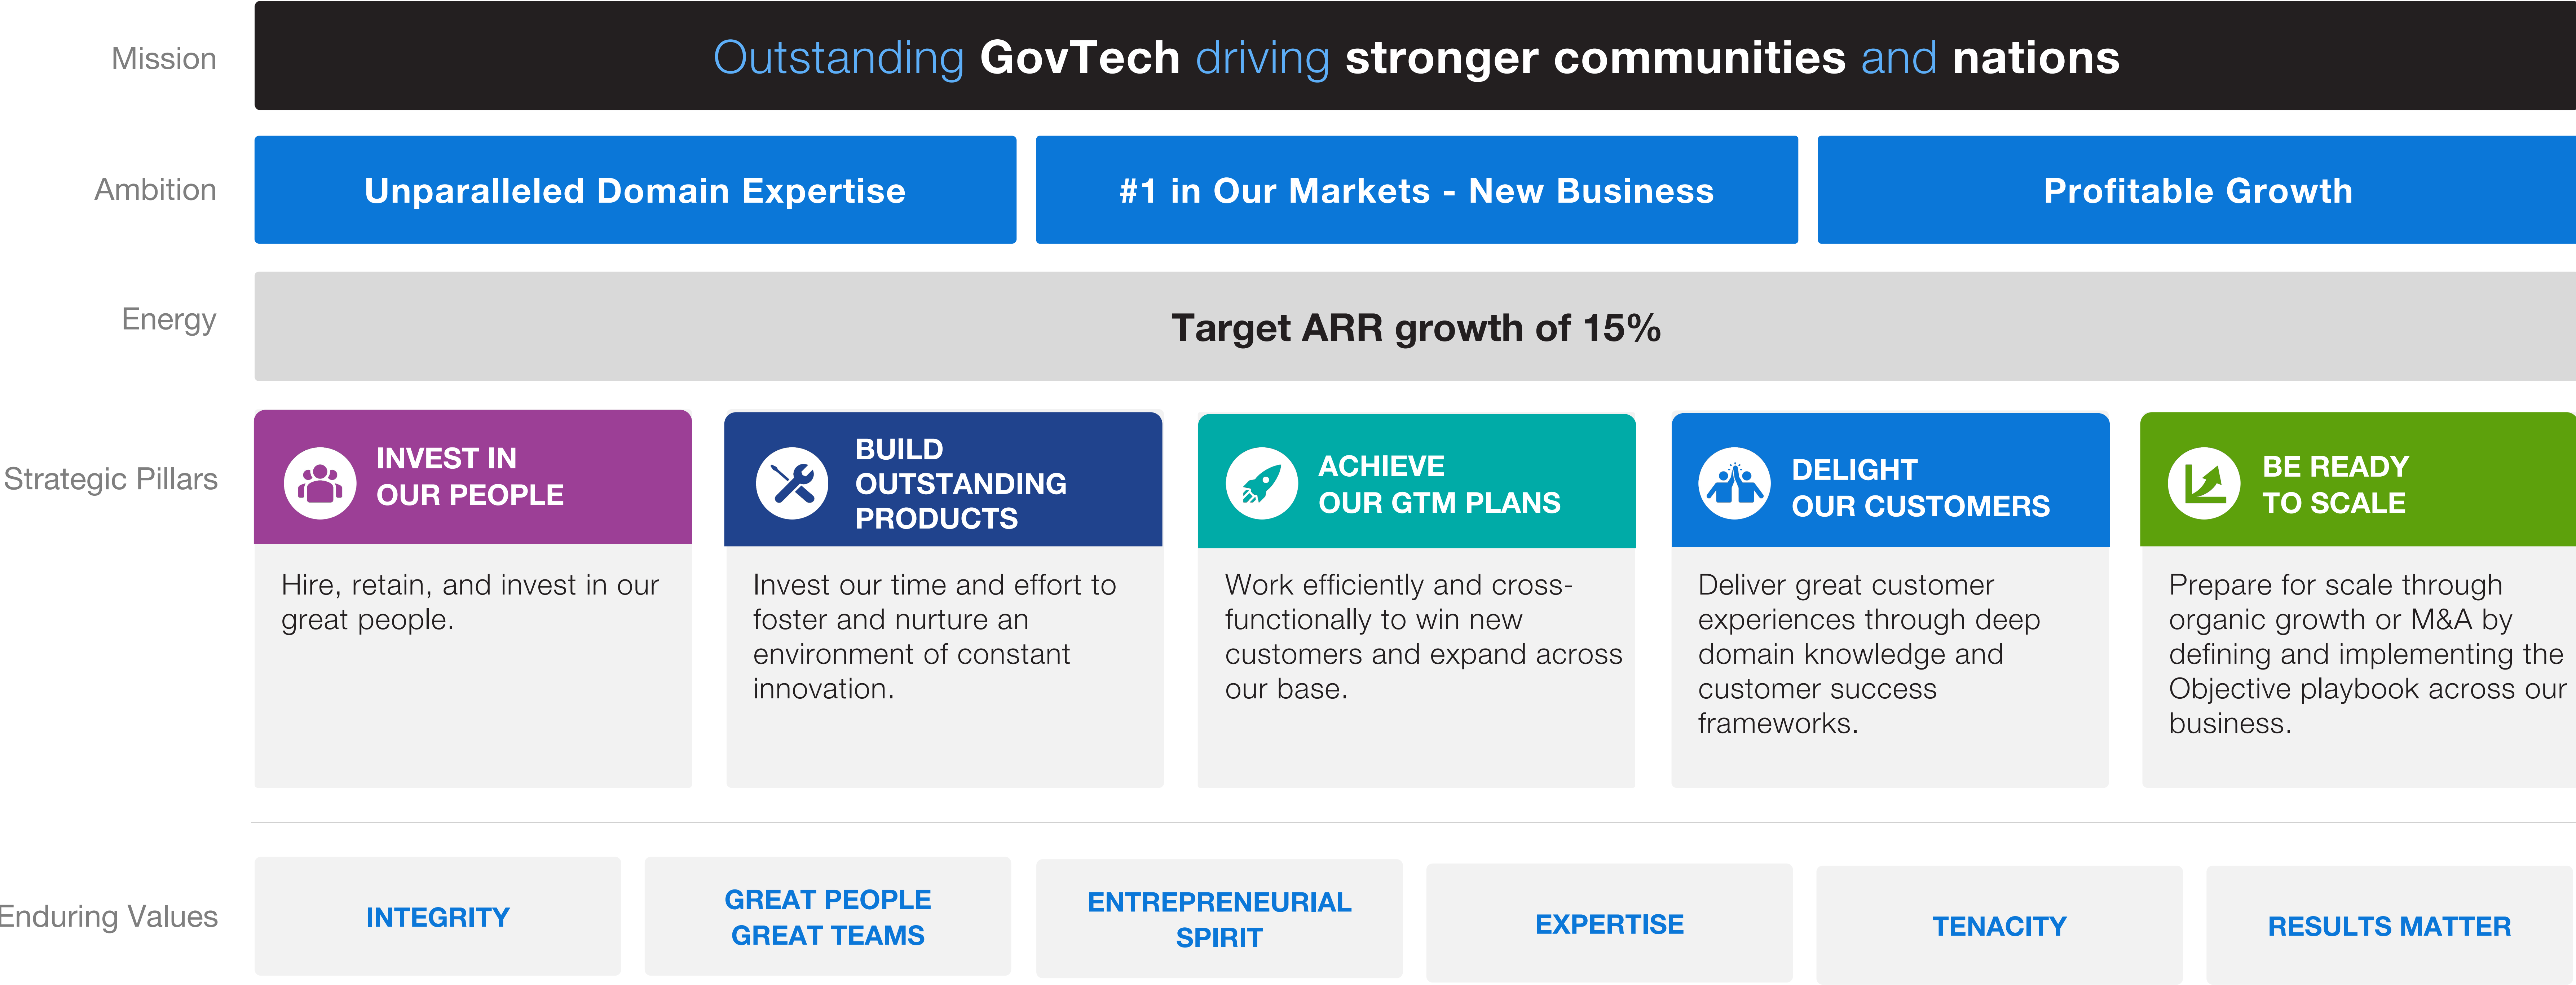 Mission
Outstanding GovTech driving stronger communities and nations
Ambition
Unparalleled Domain Expertise
#1 in Our Markets - New Business
Profitable Growth
Energy
Target ARR growth of 15%
Strategic Pillars
INVEST IN
OUR PEOPLE
Hire, retain, and invest in our
great people.
BUILD
OUTSTANDING
PRODUCTS
Invest our time and effort to
foster and nurture an
environment of constant
innovation.
ACHIEVE
OUR GTM PLANS
Work efficiently and cross-
functionally to win new
customers and expand across
our base.
DELIGHT
OUR CUSTOMERS
Deliver great customer
experiences through deep
domain knowledge and
customer success
frameworks.
BE READY
TO SCALE
Prepare for scale through
organic growth or M&A by
defining and implementing the
Objective playbook across our
business.
Enduring Values
INTEGRITY
GREAT PEOPLE
GREAT TEAMS
ENTREPRENEURIAL
SPIRIT
EXPERTISE
TENACITY
RESULTS MATTER